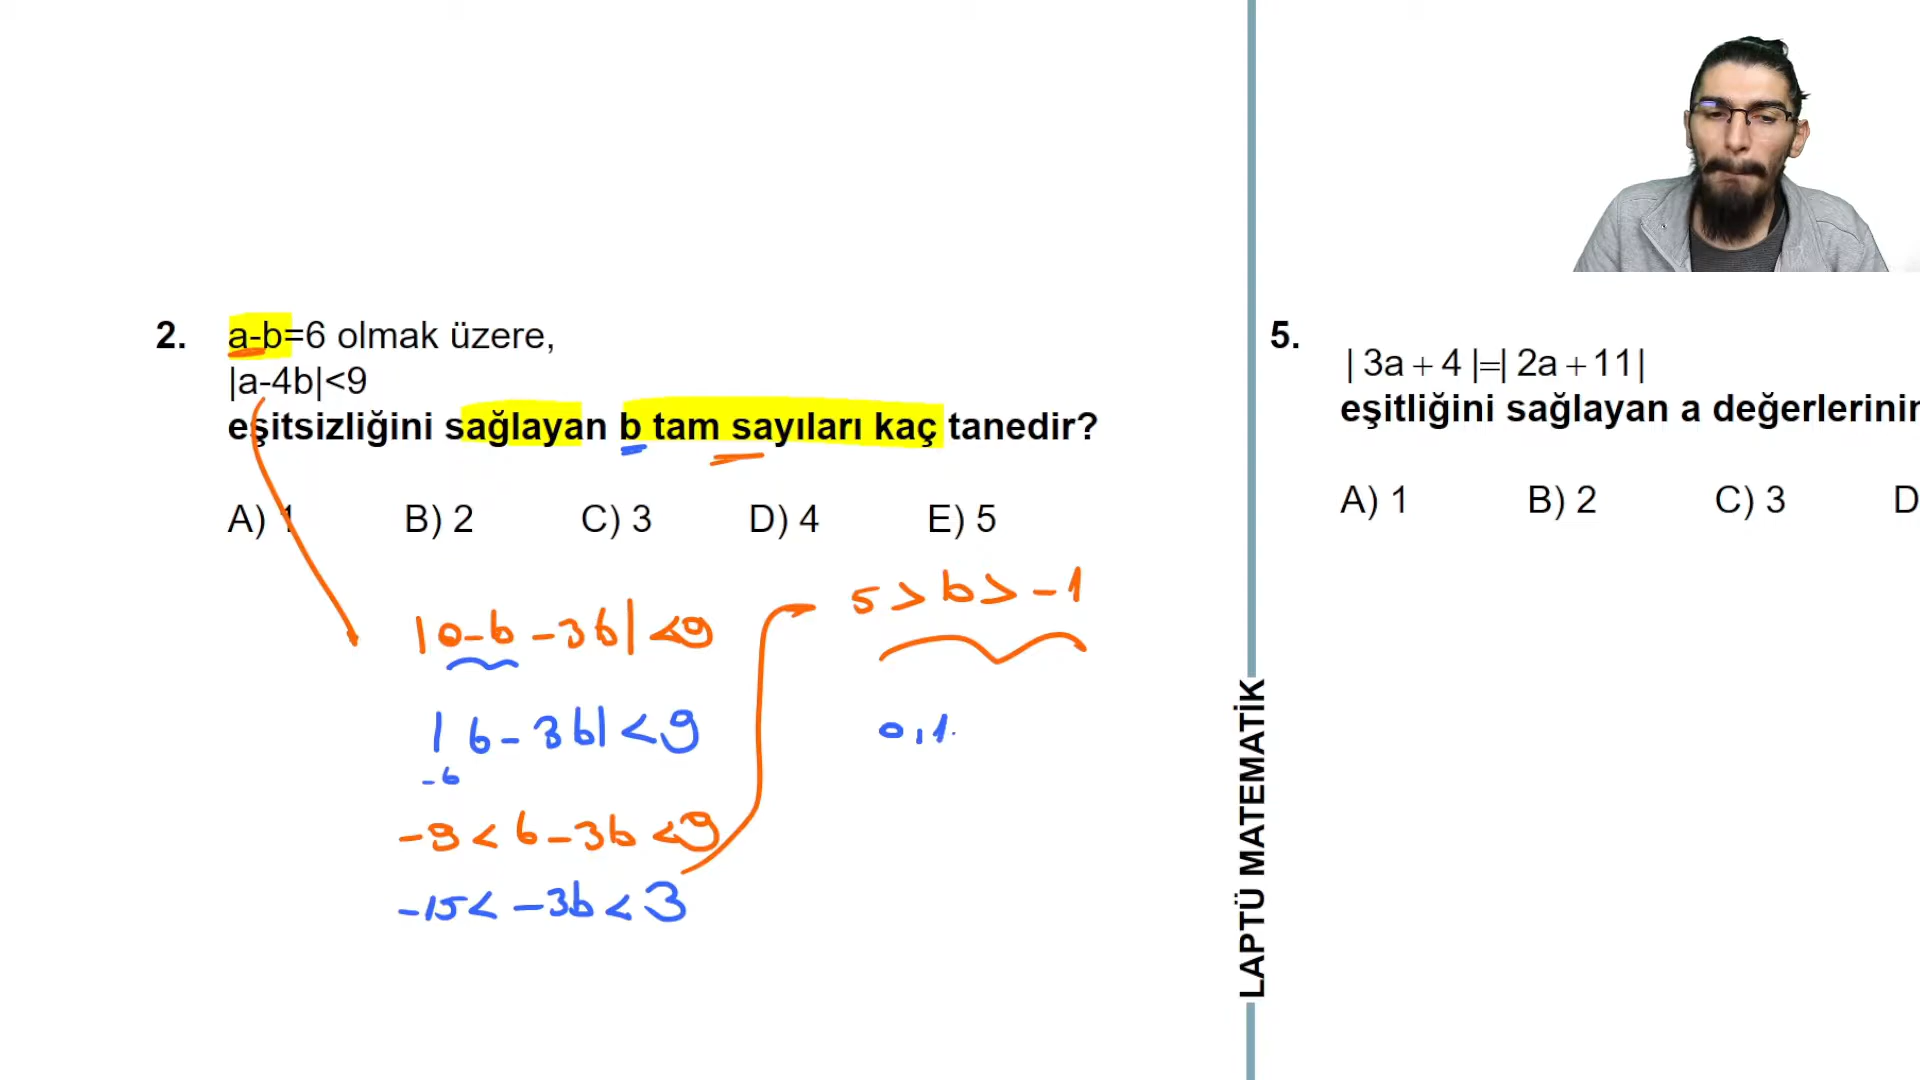 2. a-b=6 olmak üzere,
|a-4b|<9
eşitsizliğini sağlayan b tam sayıları kaç tanedir?
A) 1 B) 2 C) 3 D) 4 E) 5
|a-b-3b|<9
|6-3b|<9
-6
-9<6-3b<9
-15<-3b<3
5>b>-1
0,1.
LAPTÜ MATEMATİK
5. |3a+4|=|2a+11|
eşitliğini sağlayan a değerlerinin
A) 1 B) 2 C) 3 D